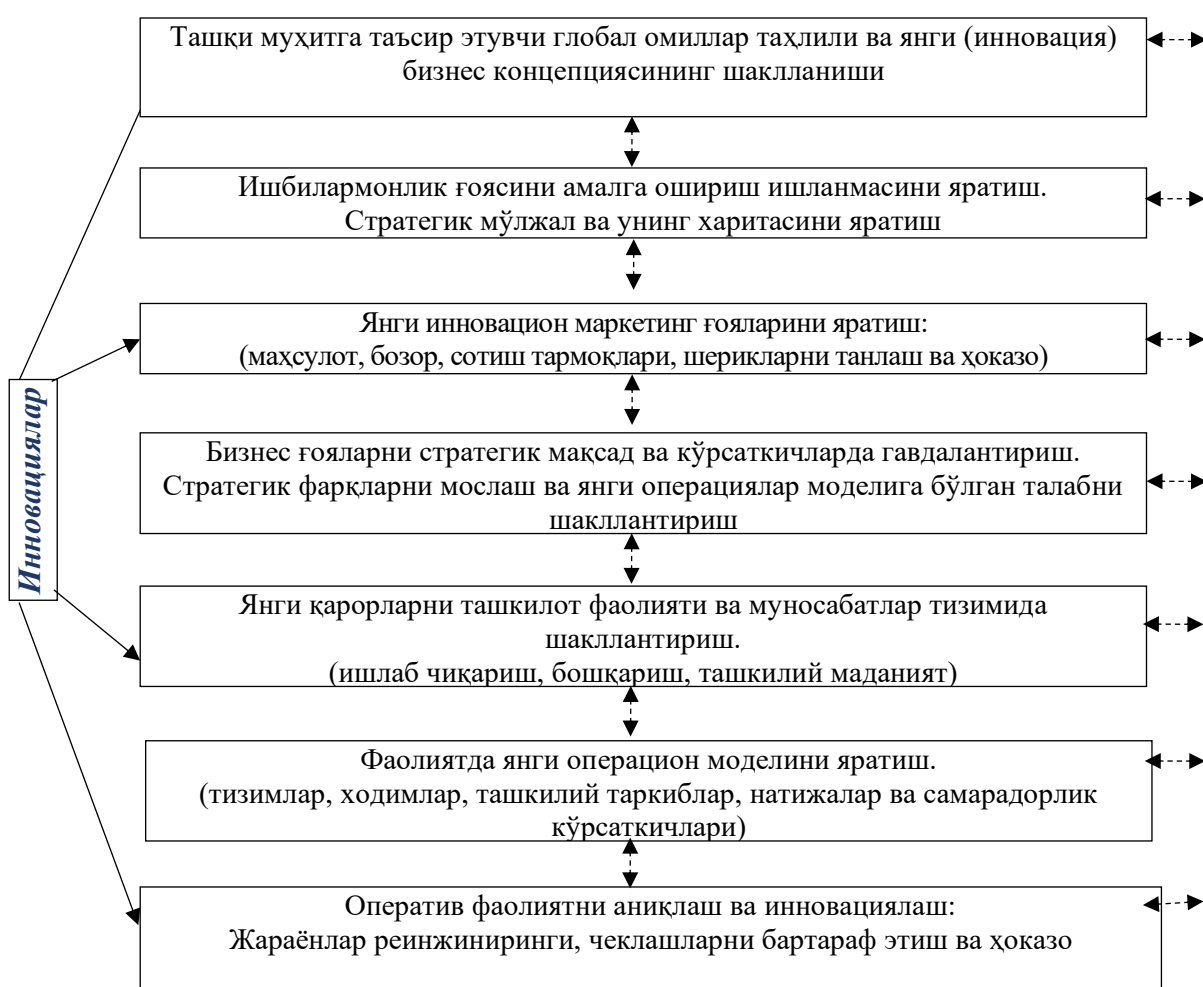 Ташқи муҳитга таъсир этувчи глобал омиллар таҳлили ва янги (инновация)
бизнес концепциясининг шаклланиши
Ишбилармонлик ғоясини амалга ошириш ишланмасини яратиш.
Стратегик мўлжал ва унинг харитасини яратиш
Янги инновацион маркетинг ғояларини яратиш:
(маҳсулот, бозор, сотиш тармоқлари, шерикларни танлаш ва ҳоказо)
Инновациялар
Бизнес ғояларни стратегик мақсад ва кўрсаткичларда гавдалантириш.
Стратегик фарқларни мослаш ва янги операциялар моделига бўлган талабни
шакллантириш
Янги қарорларни ташкилот фаолияти ва муносабатлар тизимида
шакллантириш.
(ишлаб чиқариш, бошқариш, ташкилий маданият)
Фаолиятда янги операцион моделини яратиш.
(тизимлар, ходимлар, ташкилий таркиблар, натижалар ва самарадорлик
кўрсаткичлари)
Оператив фаолиятни аниқлаш ва инновациялаш:
Жараёнлар реинжиниринги, чеклашларни бартараф этиш ва ҳоказо